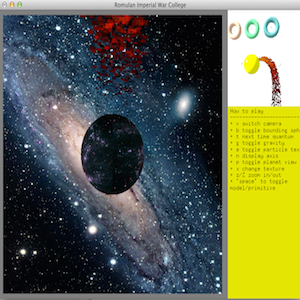 Romulan Imperial War College
How to play
* v switch camera
* b toggle bounding sph
* t next time quantum
* g toggle gravity
* a toggle particle tex
* n display axis
* p toggle planet view
* x change texture
* z/Z zoom in/out
* "space" to toggle
model/primitive